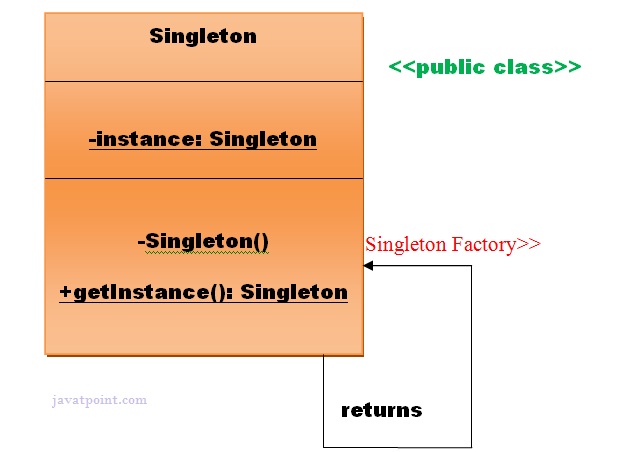 Singleton
<<public class>>
-instance: Singleton
-Singleton()
Singleton Factory>>
+getInstance(): Singleton
javatpoint.com
returns